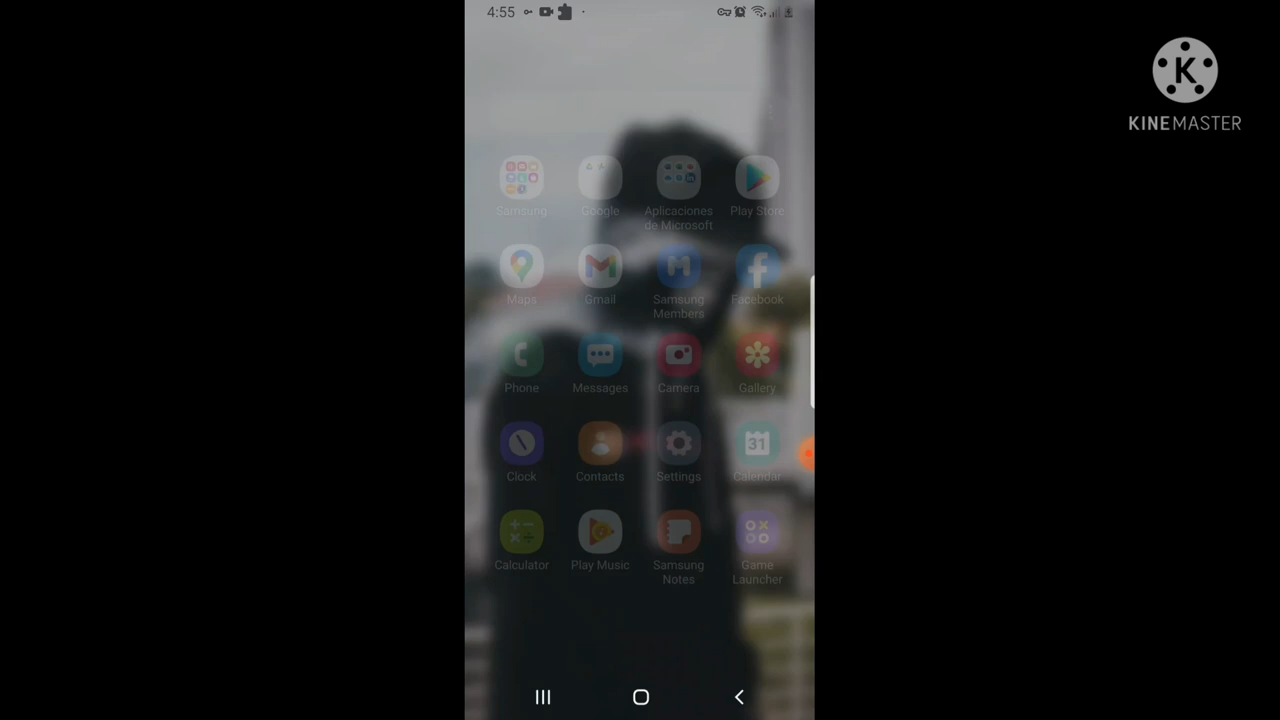 4:55
K
KINEMASTER
Samsung
Google
Aplicaciones
de Microsoft
Play Store
Maps
Gmail
Samsung
Members
Facebook
Phone
Messages
Camera
Gallery
Clock
Contacts
Settings
31
Calendar
Calculator
Play Music
Samsung
Notes
Game
Launcher